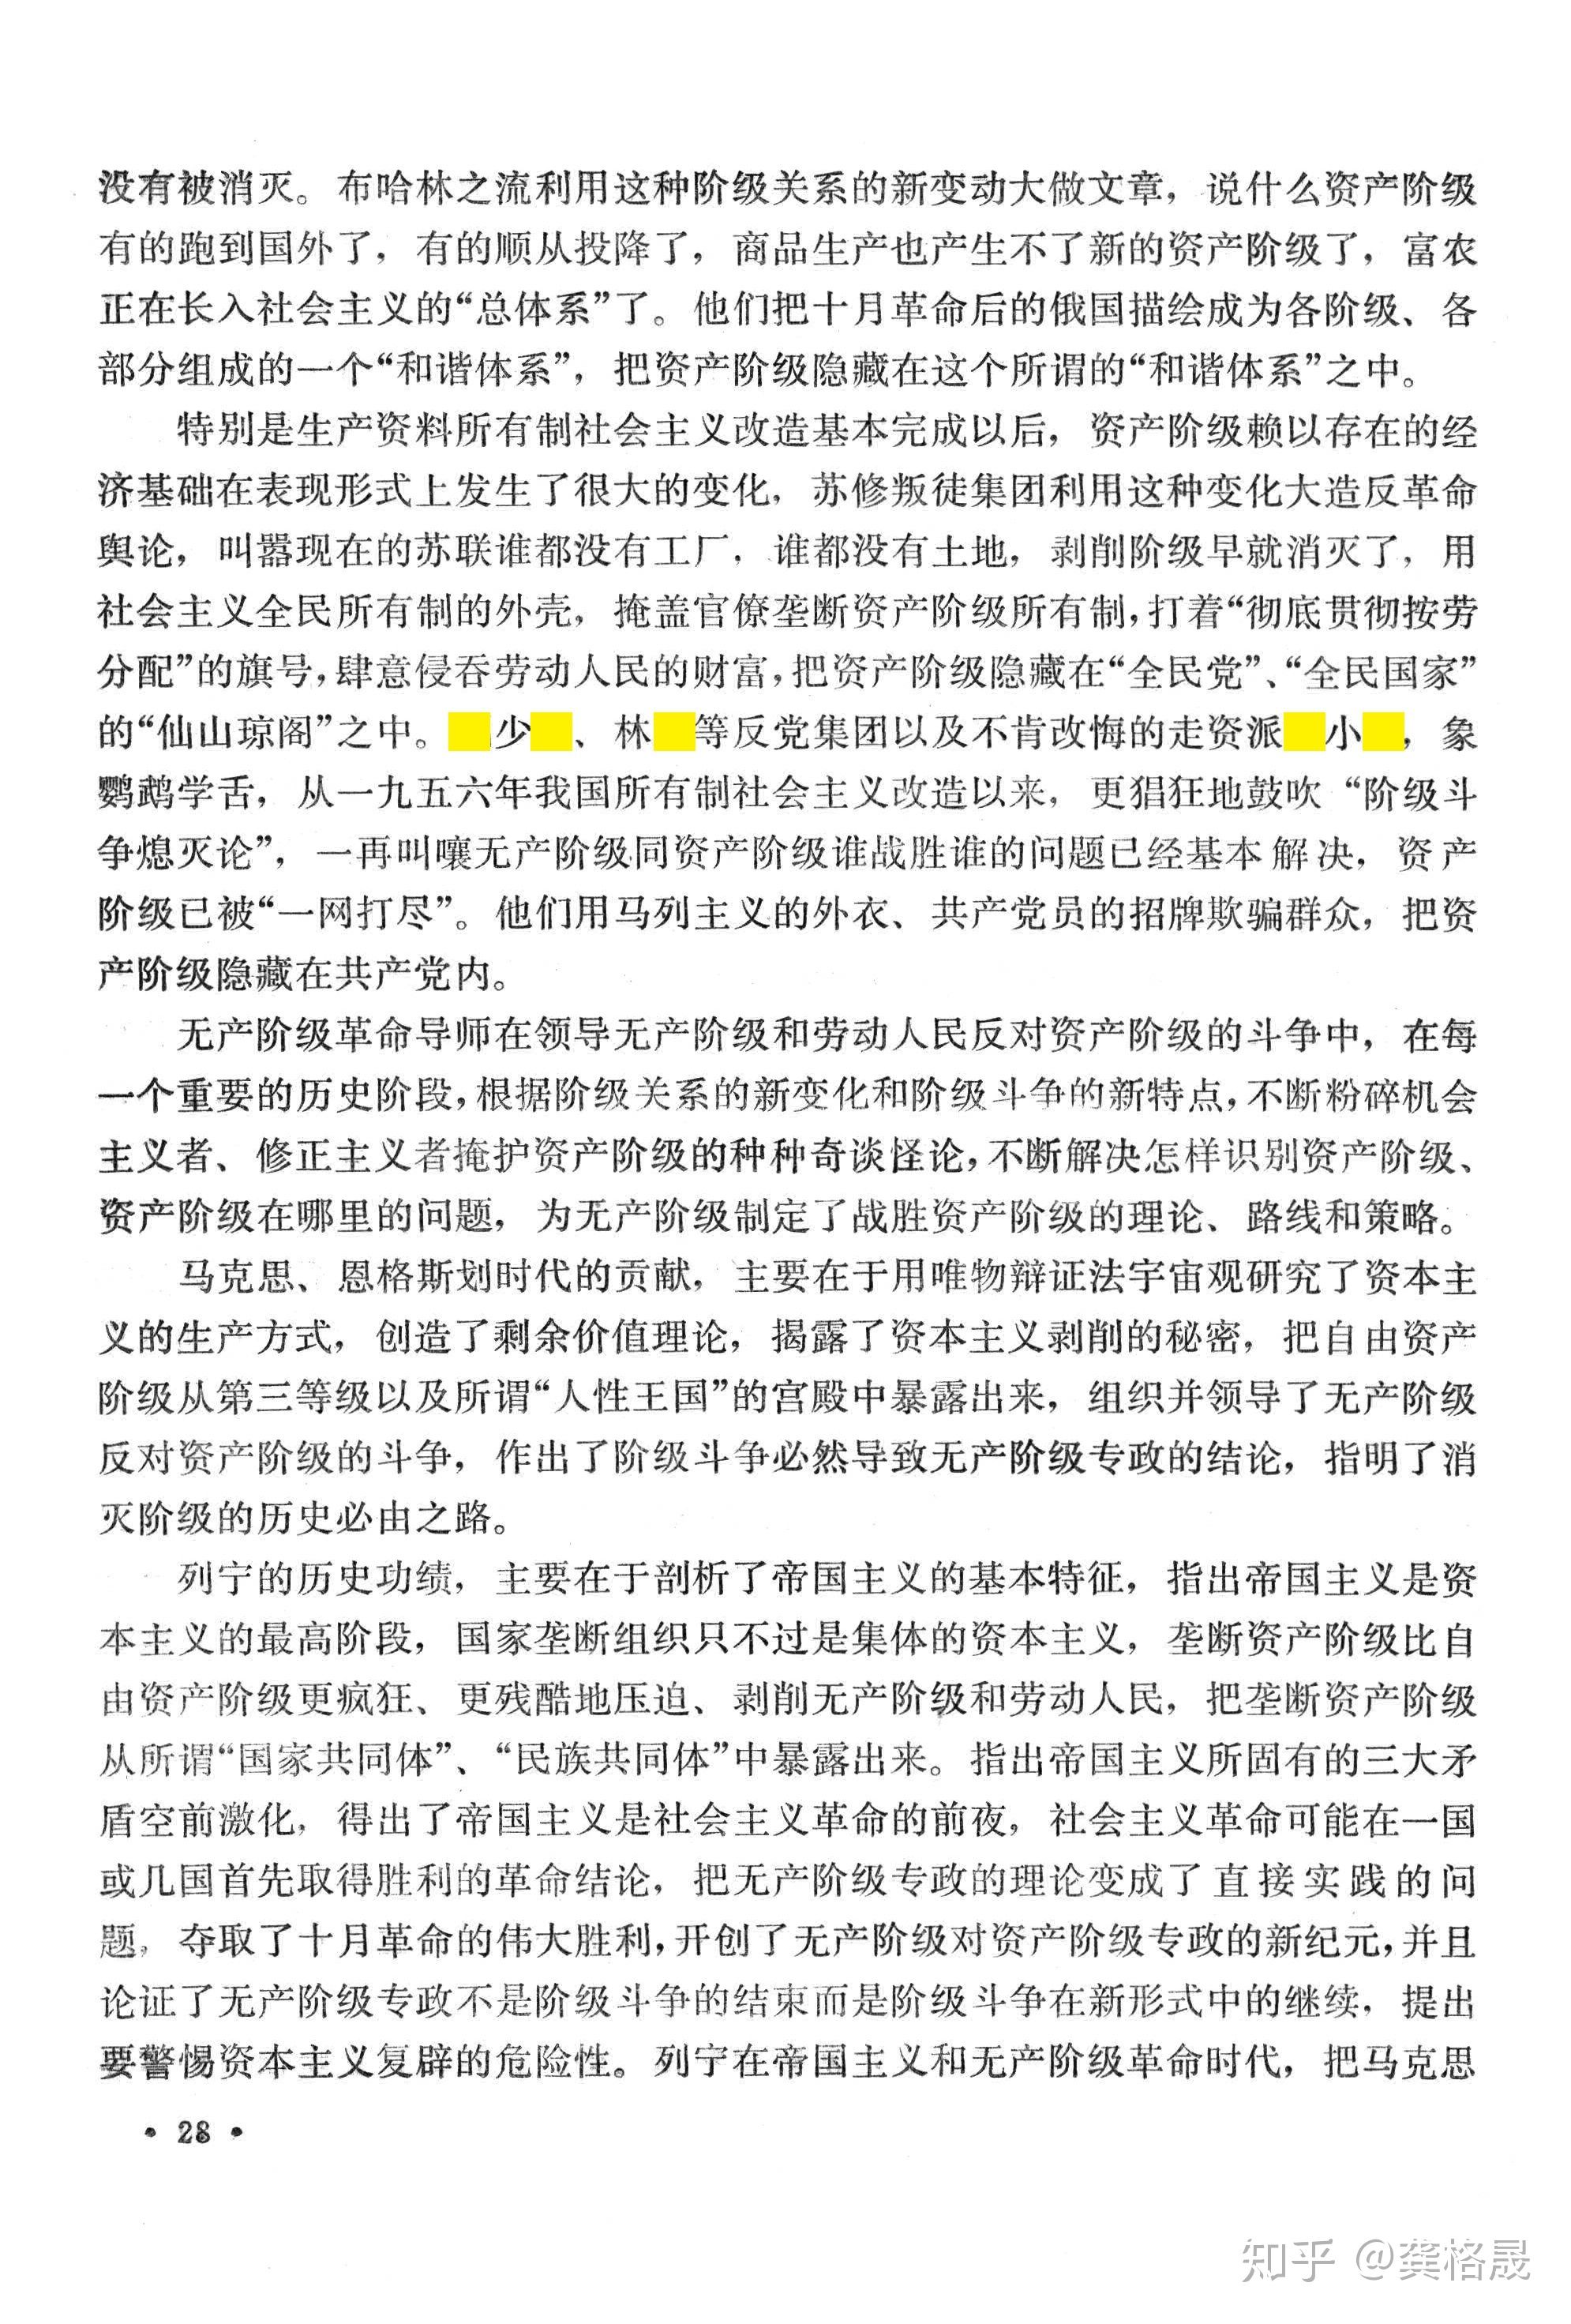 没有被消灭。布哈林之流利用这种阶级关系的新变动大做文章，说什么资产阶级
有的跑到国外了，有的顺从投降了，商品生产也产生不了新的资产阶级了，富农
正在长入社会主义的“总体系”了。他们把十月革命后的俄国描绘成为各阶级、各
部分组成的一个“和谐体系”，把资产阶级隐藏在这个所谓的“和谐体系”之中。
特别是生产资料所有制社会主义改造基本完成以后，资产阶级赖以存在的经
济基础在表现形式上发生了很大的变化，苏修叛徒集团利用这种变化大造反革命
舆论，叫嚣现在的苏联谁都没有工厂，谁都没有土地，剥削阶级早就消灭了，用
社会主义全民所有制的外壳，掩盖官僚垄断资产阶级所有制，打着“彻底贯彻按劳
分配”的旗号，肆意侵吞劳动人民的财富，把资产阶级隐藏在“全民党”、“全民国家”
的“仙山琼阁”之中。少、林等反党集团以及不肯改悔的走资派小，象
鹦鹉学舌，从一九五六年我国所有制社会主义改造以来，更猖狂地鼓吹“阶级斗
争熄灭论”，一再叫嚷无产阶级同资产阶级谁战胜谁的问题已经基本解决，资产
阶级已被“一网打尽”。他们用马列主义的外衣、共产党员的招牌欺骗群众，把资
产阶级隐藏在共产党内。
无产阶级革命导师在领导无产阶级和劳动人民反对资产阶级的斗争中，在每
一个重要的历史阶段，根据阶级关系的新变化和阶级斗争的新特点，不断粉碎机会
主义者、修正主义者掩护资产阶级的种种奇谈怪论，不断解决怎样识别资产阶级、
资产阶级在哪里的问题，为无产阶级制定了战胜资产阶级的理论、路线和策略。
马克思、恩格斯划时代的贡献，主要在于用唯物辩证法宇宙观研究了资本主
义的生产方式，创造了剩余价值理论，揭露了资本主义剥削的秘密，把自由资产
阶级从第三等级以及所谓“人性王国”的宫殿中暴露出来，组织并领导了无产阶级
反对资产阶级的斗争，作出了阶级斗争必然导致无产阶级专政的结论，指明了消
灭阶级的历史必由之路。
列宁的历史功绩，主要在于剖析了帝国主义的基本特征，指出帝国主义是资
本主义的最高阶段，国家垄断组织只不过是集体的资本主义，垄断资产阶级比自
由资产阶级更疯狂、更残酷地压迫、剥削无产阶级和劳动人民，把垄断资产阶级
从所谓“国家共同体”、“民族共同体”中暴露出来。指出帝国主义所固有的三大矛
盾空前激化，得出了帝国主义是社会主义革命的前夜，社会主义革命可能在一国
或几国首先取得胜利的革命结论，把无产阶级专政的理论变成了直接实践的问
题，夺取了十月革命的伟大胜利，开创了无产阶级对资产阶级专政的新纪元，并且
论证了无产阶级专政不是阶级斗争的结束而是阶级斗争在新形式中的继续，提出
要警惕资本主义复辟的危险性。列宁在帝国主义和无产阶级革命时代，把马克思
• 28 •
知乎 @龚格晟